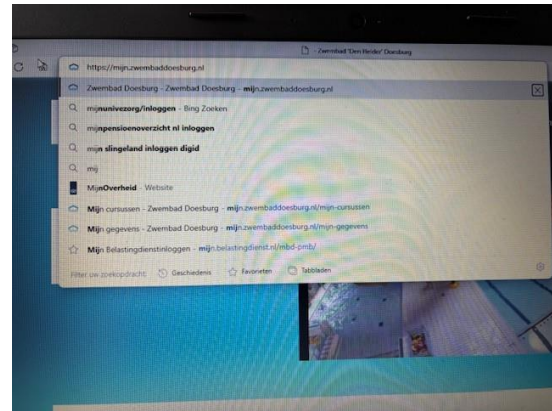 - Zwembad "Den Helder" Doesburg
https://mijn.zwembaddoesburg.nl
Zwembad Doesburg - Zwembad Doesburg - mijn.zwembaddoesburg.nl
mijnunivezorg/inloggen - Bing Zoeken
mijnpensioenoverzicht nl inloggen
mijn slingeland inloggen digid
mij
MijnOverheid - Website
Mijn cursussen - Zwembad Doesburg - mijn.zwembaddoesburg.nl/mijn-cursussen
Mijn gegevens - Zwembad Doesburg - mijn.zwembaddoesburg.nl/mijn-gegevens
Mijn Belastingdienstinloggen - mijn.belastingdienst.nl/mbd-pmb/
Filter uw zoekopdracht: Geschiedenis Favorieten Tabbladen